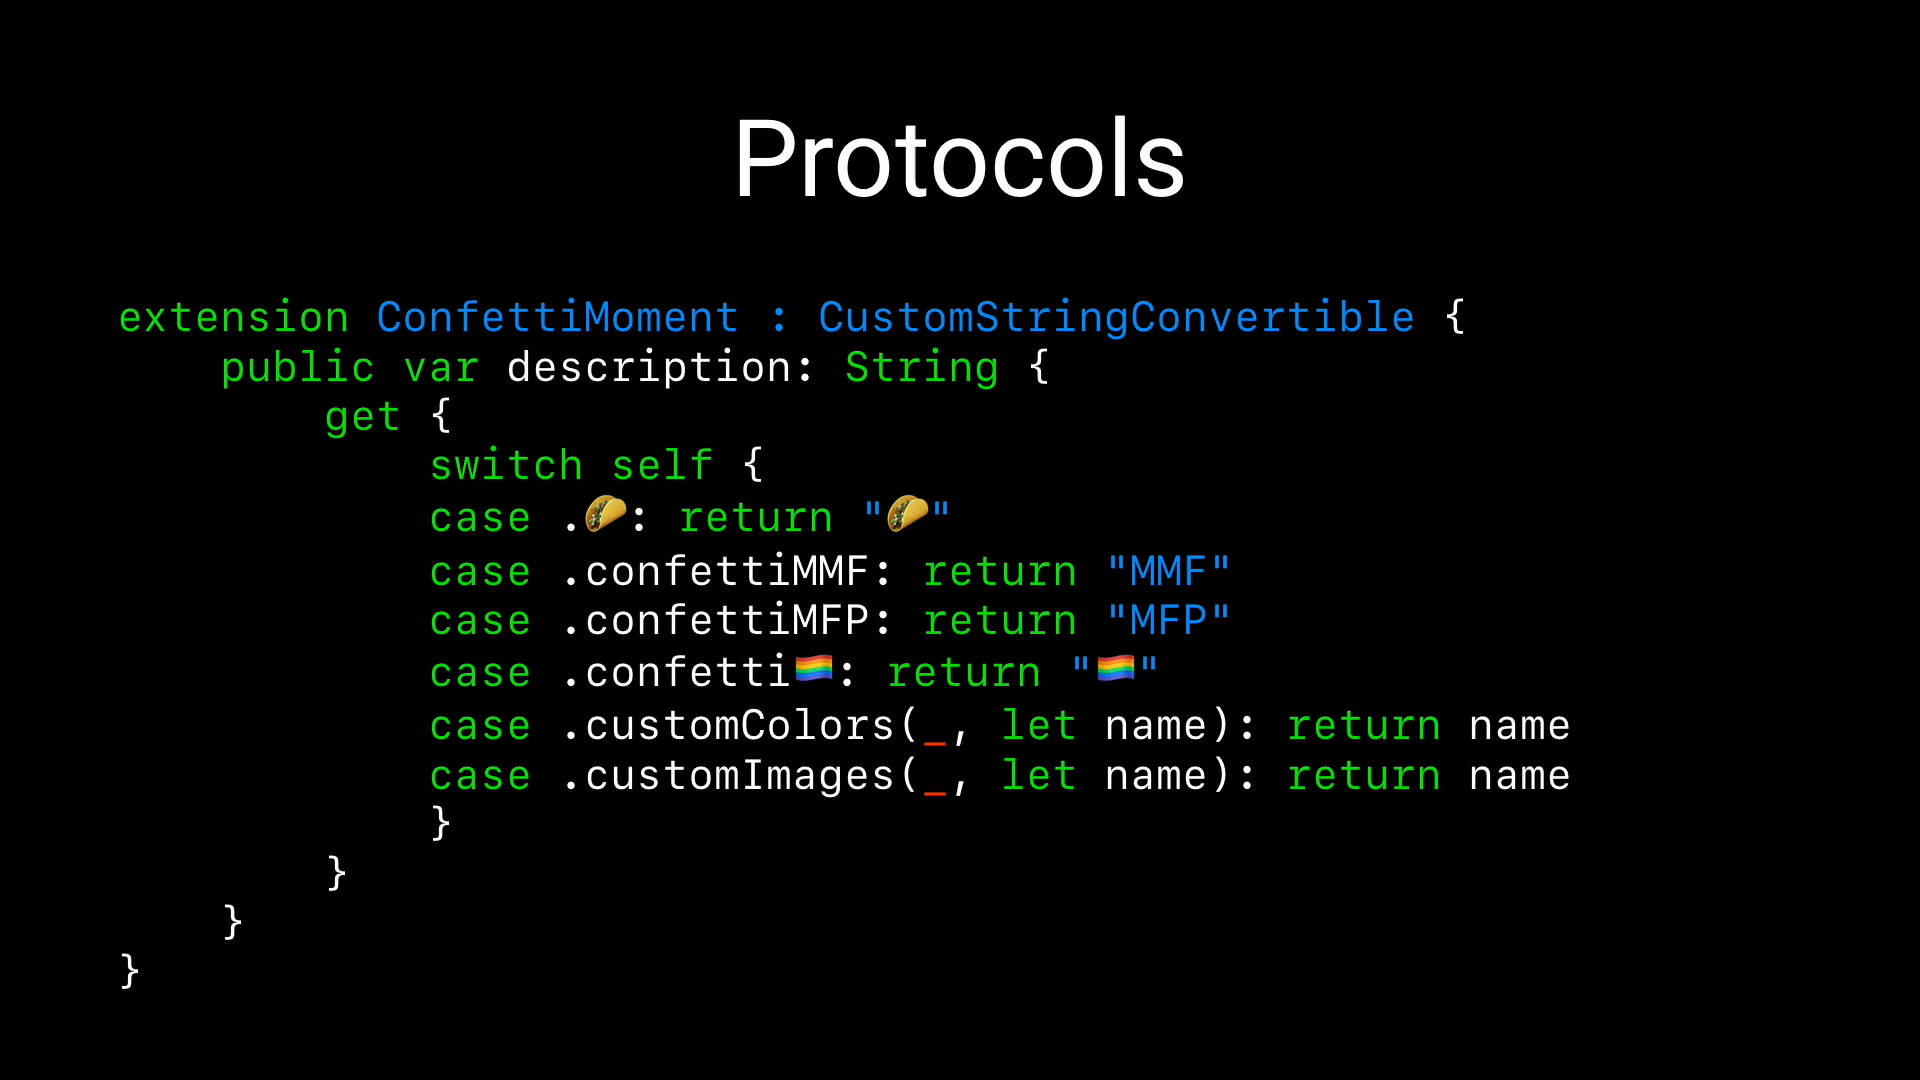 Protocols
extension ConfettiMoment : CustomStringConvertible {
    public var description: String {
        get {
            switch self {
            case .🌮: return "🌮"
            case .confettiMMF: return "MMF"
            case .confettiMFP: return "MFP"
            case .confetti🏳️‍🌈: return "🏳️‍🌈"
            case .customColors(_, let name): return name
            case .customImages(_, let name): return name
            }
        }
    }
}